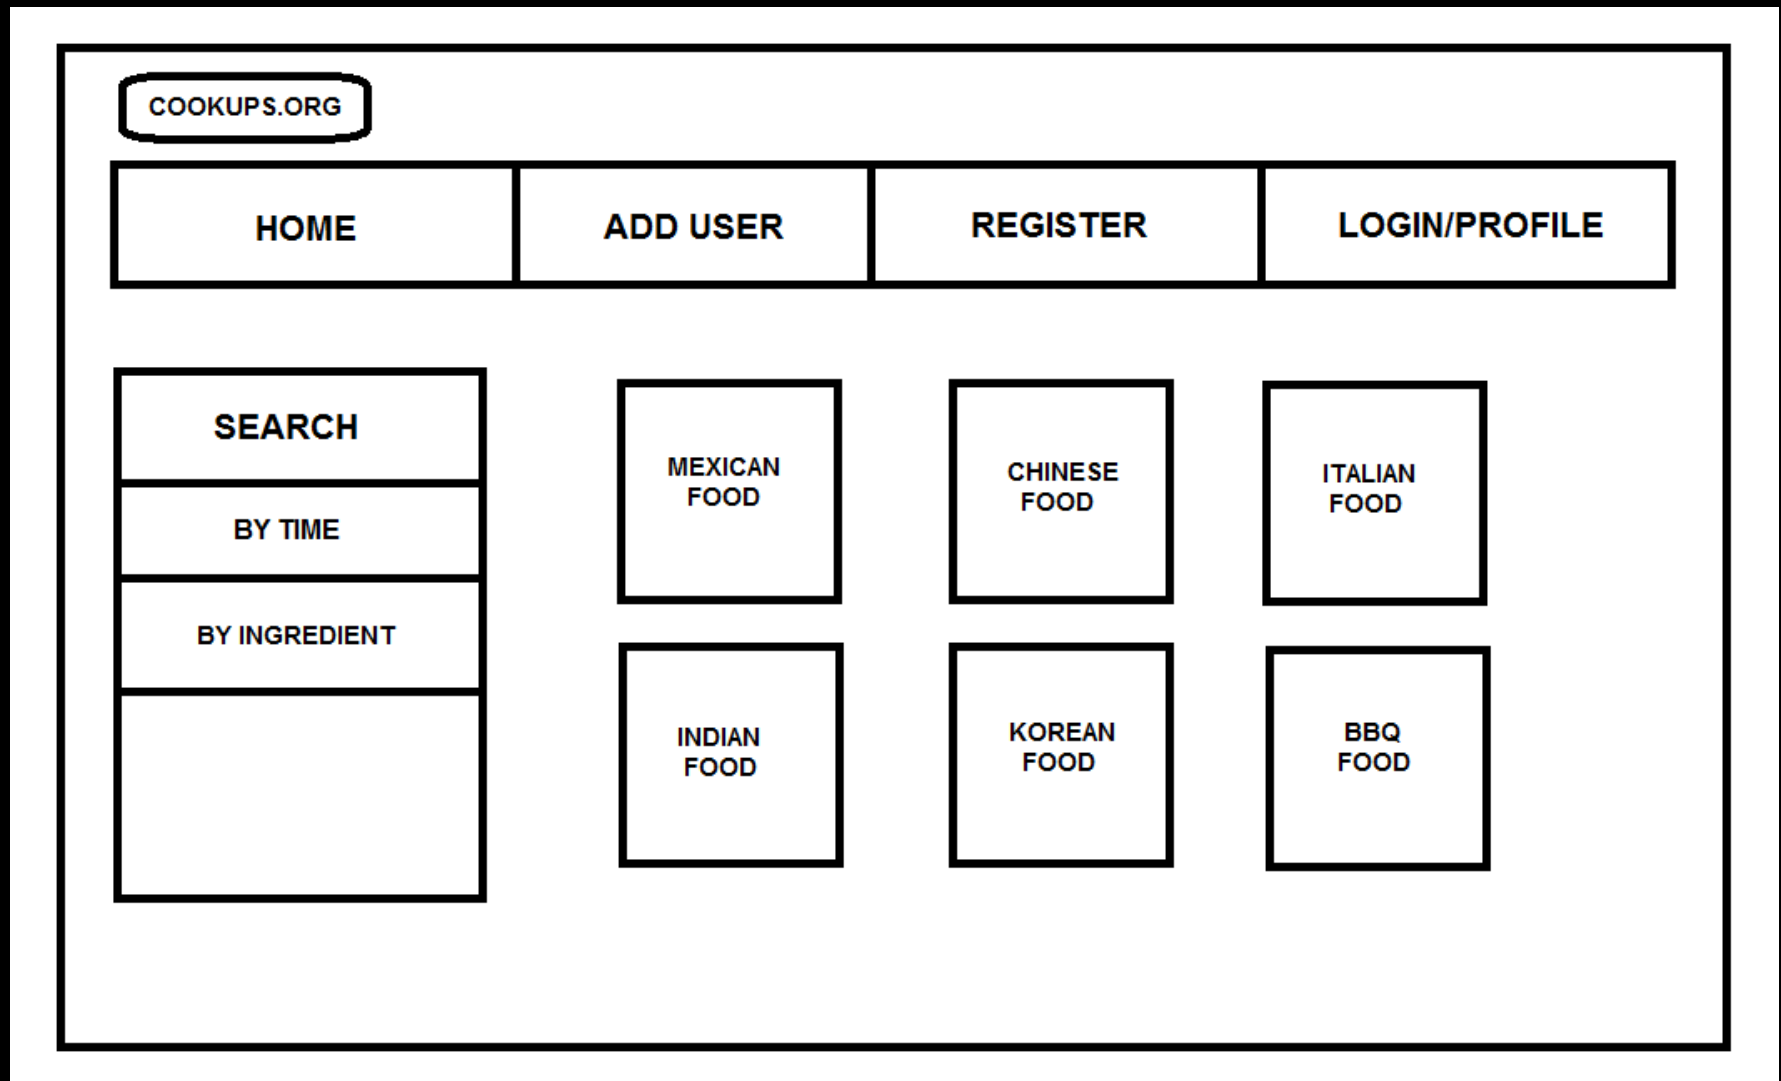 COOKUPS.ORG
HOME
ADD USER
REGISTER
LOGIN/PROFILE
SEARCH
BY TIME
BY INGREDIENT
MEXICAN
FOOD
CHINESE
FOOD
ITALIAN
FOOD
INDIAN
FOOD
KOREAN
FOOD
BBQ
FOOD